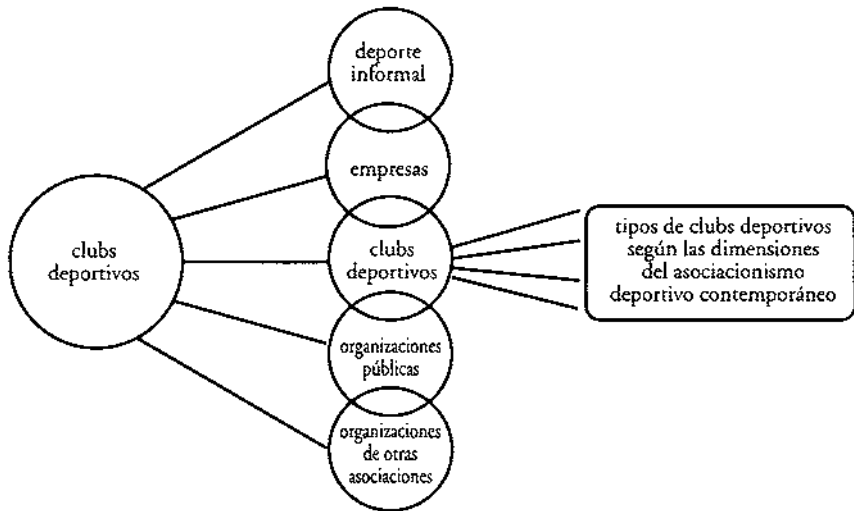 deporte
informal
empresas
clubs
deportivos
clubs
deportivos
tipos de clubs deportivos
según las dimensiones
del asociacionismo
deportivo contemporáneo
organizaciones
públicas
organizaciones
de otras
asociaciones